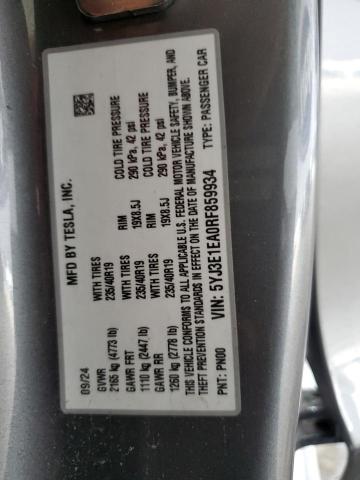 MFD BY TESLA, INC.
09/24
GVWR
2165 kg (4773 lb)
GAWR FRT
1110 kg (2447 lb)
GAWR RR
1260 kg (2778 lb)
WITH TIRES
235/40R19
WITH TIRES
235/40R19
WITH TIRES
235/40R19
RIM
19X8.5J
RIM
19X8.5J
COLD TIRE PRESSURE
290 kPa, 42 psi
COLD TIRE PRESSURE
290 kPa, 42 psi
THIS VEHICLE CONFORMS TO ALL APPLICABLE U.S. FEDERAL MOTOR VEHICLE SAFETY, BUMPER, AND
THEFT PREVENTION STANDARDS IN EFFECT ON THE DATE OF MANUFACTURE SHOWN ABOVE.
VIN: 5YJ3E1EA0RF859934
PNT: PN00
TYPE: PASSENGER CAR